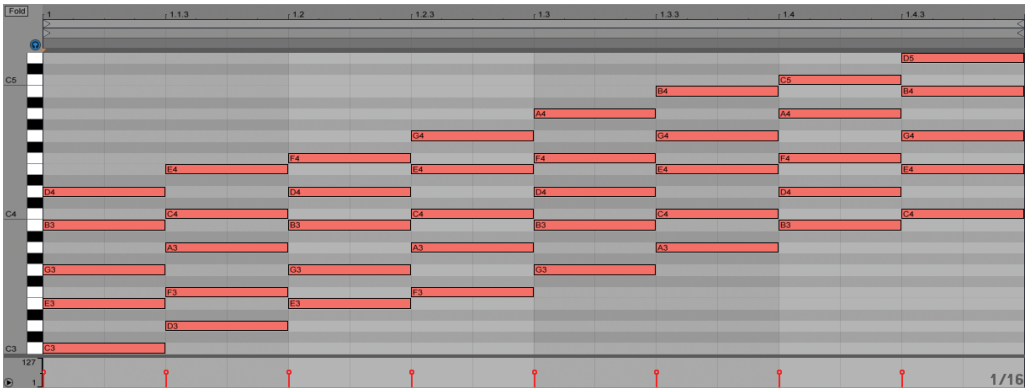 Fold 1 1.1.3 1.2 1.2.3 1.3 1.3.3 1.4 1.4.3
D5
C5 C5
B4 B4
A4 A4
G4 G4 G4
F4 F4 F4
E4 E4 E4 E4
D4 D4 D4 D4
C4 C4 C4 C4 C4
B3 B3 B3 B3
A3 A3 A3
G3 G3 G3
F3 F3
E3 E3
D3
C3 C3
127
1 1/16